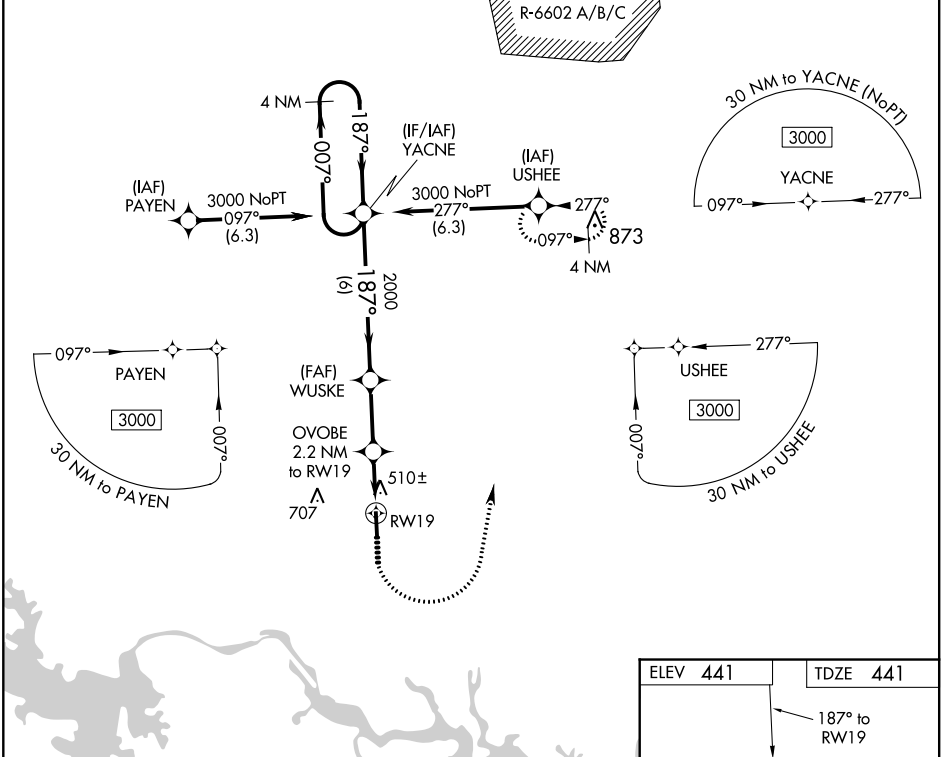 R-6602 A/B/C
4 NM
187°
007°
(IF/IAF)
YACNE
(IAF)
USHEE
(IAF)
PAYEN
3000 NoPT
097°
(6.3)
3000 NoPT
277°
(6.3)
277°
097°
873
4 NM
30 NM to YACNE (NoPT)
3000
YACNE
097°
277°
2000
187°
(6)
097°
PAYEN
3000
007°
30 NM to PAYEN
(FAF)
WUSKE
OVOBE
2.2 NM
to RW19
510±
707
RW19
277°
USHEE
3000
007°
30 NM to USHEE
ELEV 441
TDZE 441
187° to
RW19